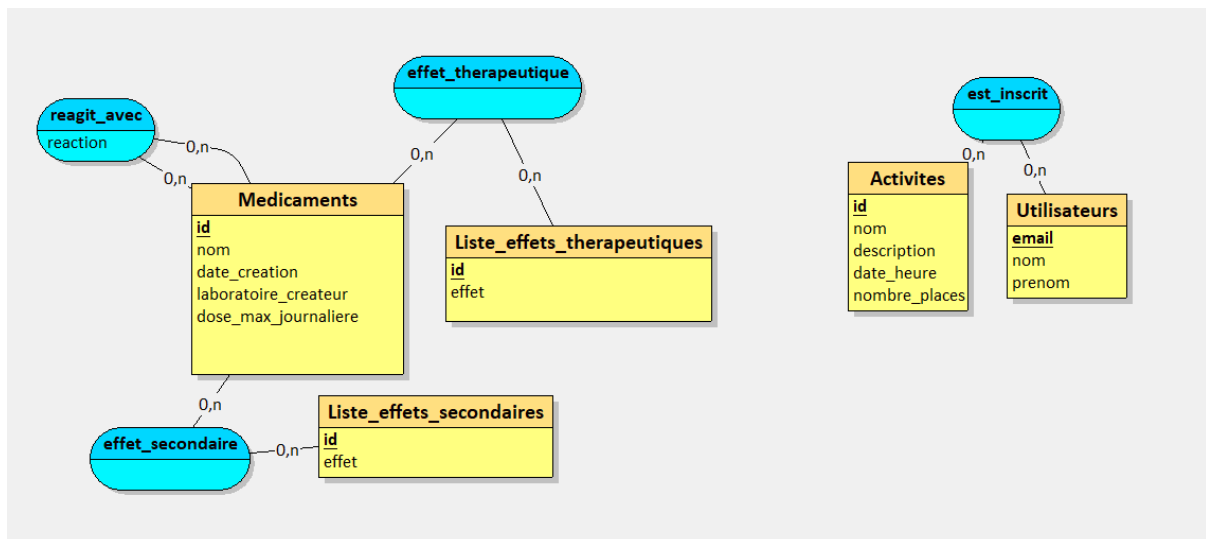 effet_therapeutique
reagit_avec
reaction
0,n
0,n
0,n
0,n
Medicaments
id
nom
date_creation
laboratoire_createur
dose_max_journaliere
Liste_effets_therapeutiques
id
effet
0,n
effet_secondaire
0,n
Liste_effets_secondaires
id
effet
est_inscrit
0,n
0,n
Activites
id
nom
description
date_heure
nombre_places
Utilisateurs
email
nom
prenom